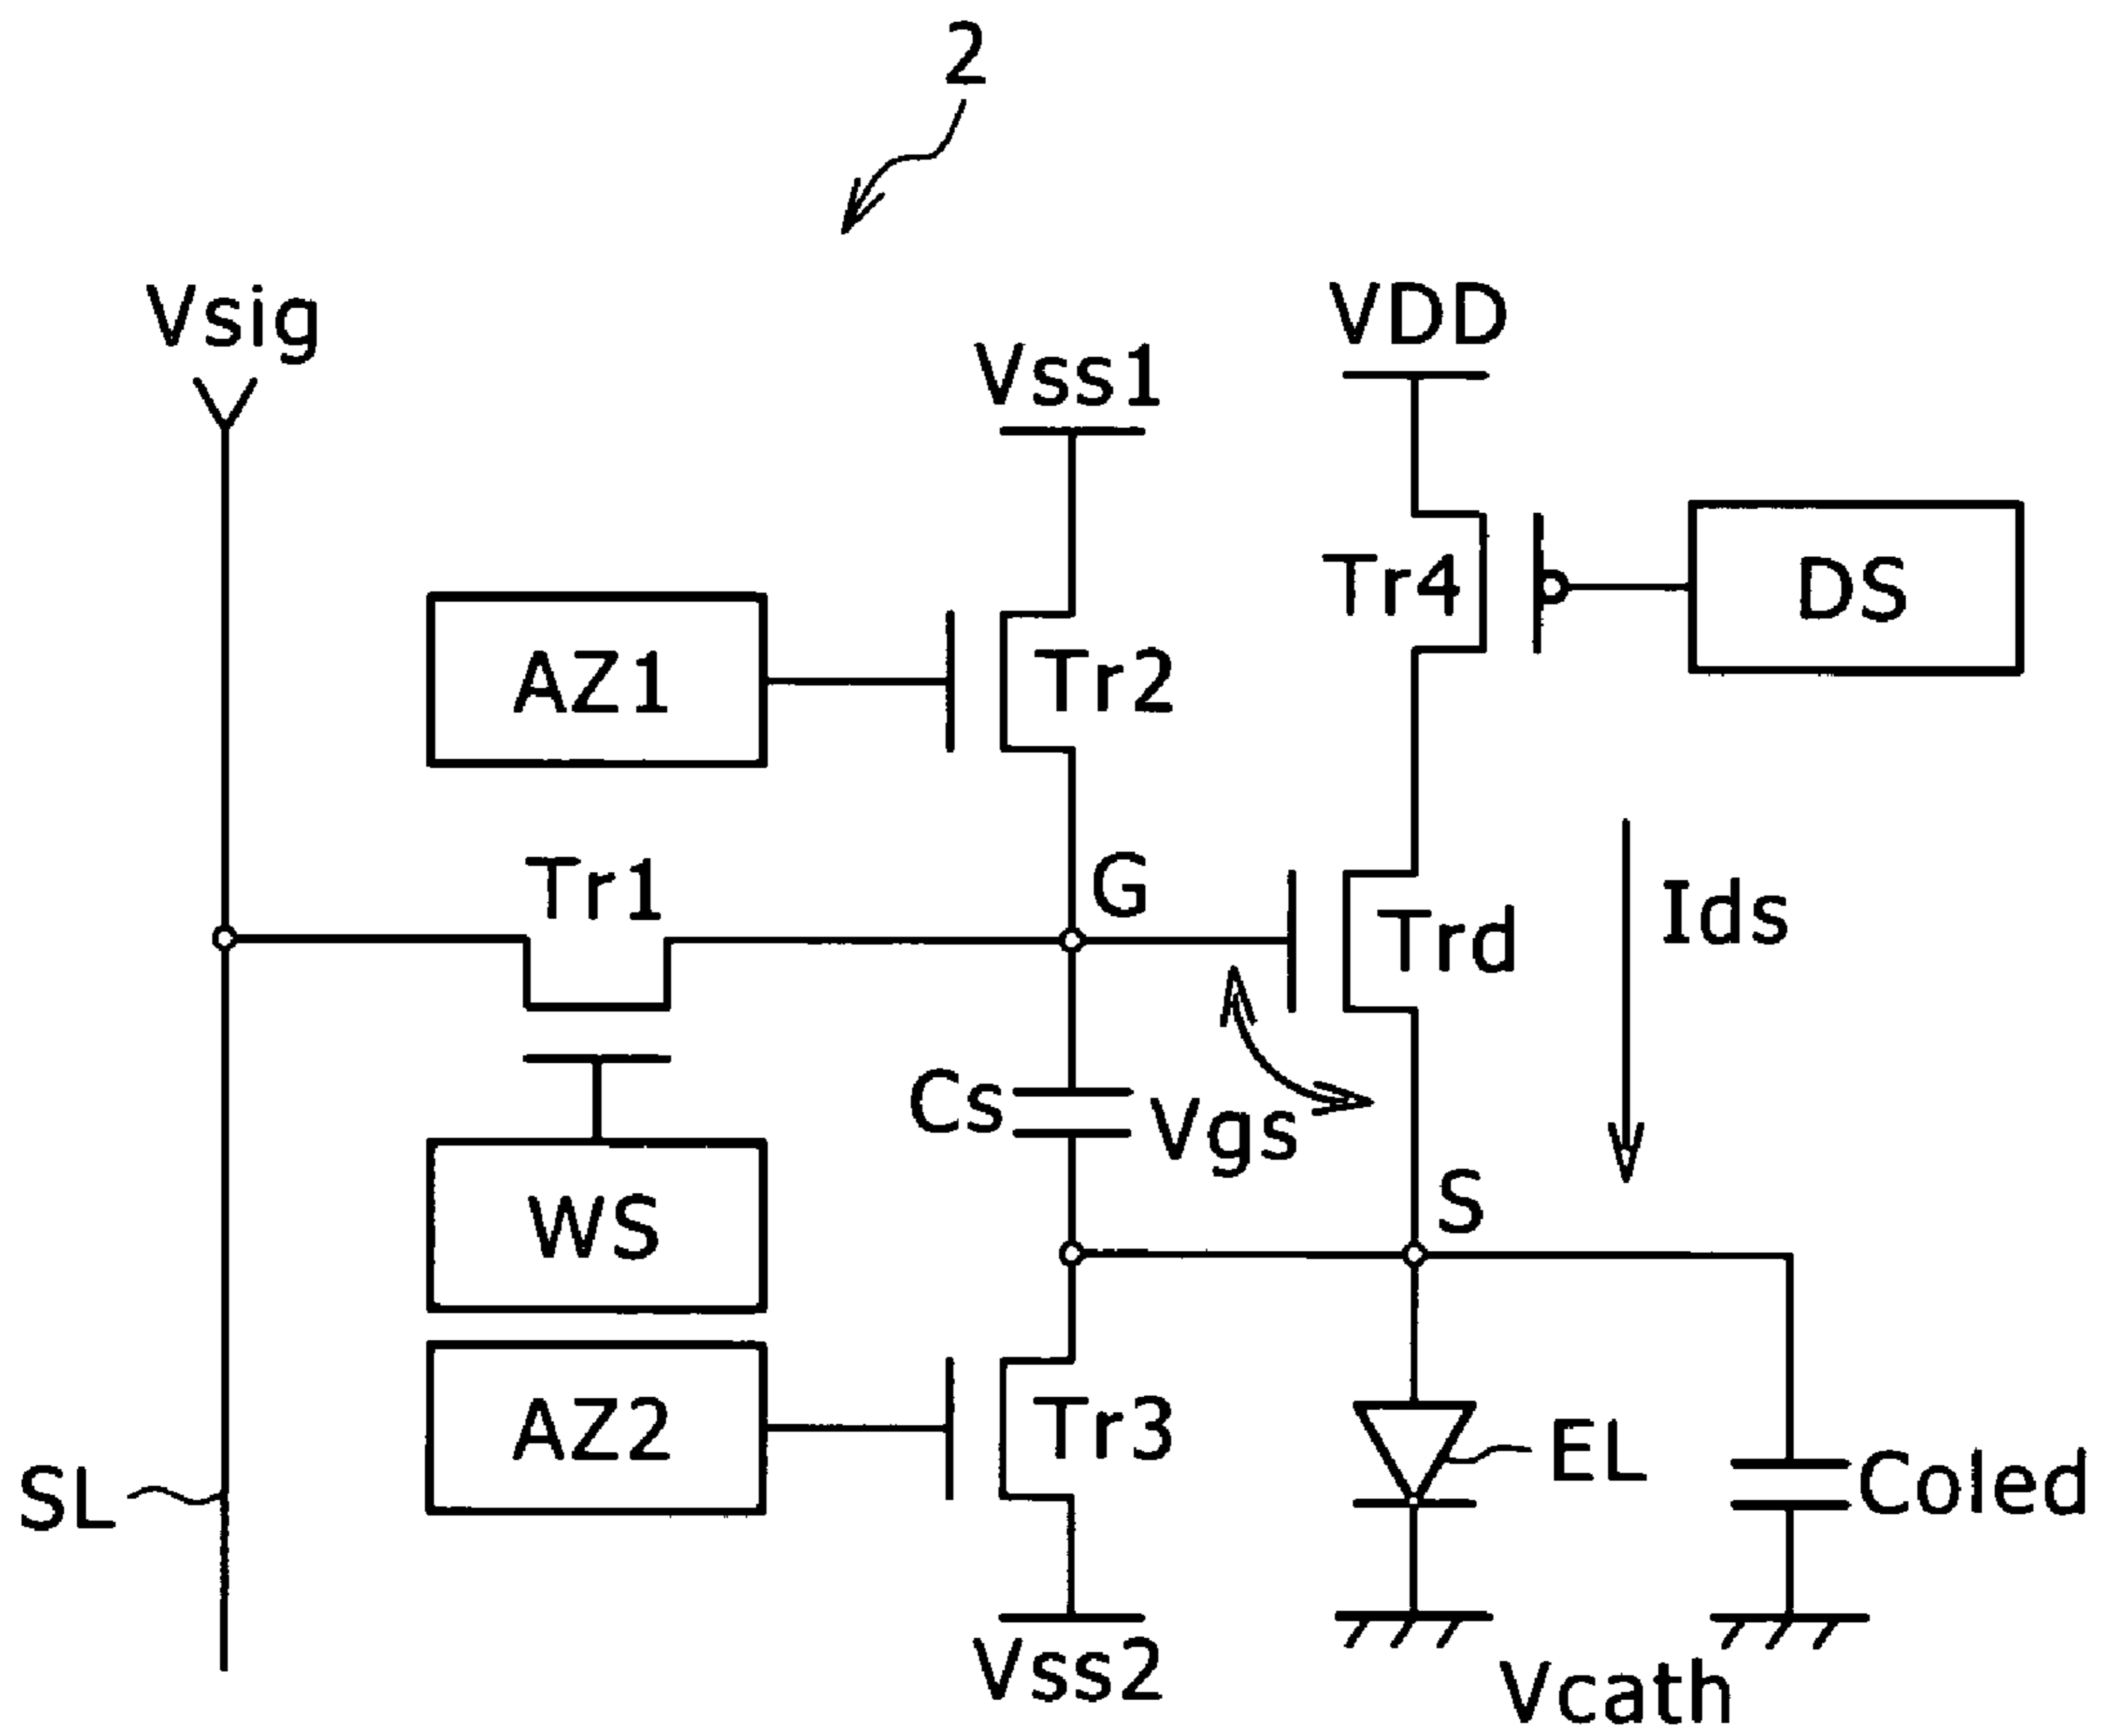 2
Vsig
VDD
Vss1
Tr4
DS
AZ1
Tr2
Tr1
G
Trd
Ids
Cs
Vgs
WS
S
AZ2
Tr3
EL
SL
Coled
Vss2
Vcath